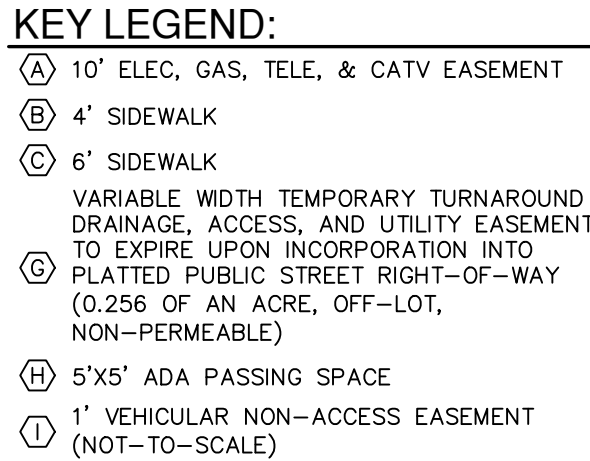 KEY LEGEND:
A 10' ELEC, GAS, TELE, & CATV EASEMENT
B 4' SIDEWALK
C 6' SIDEWALK
VARIABLE WIDTH TEMPORARY TURNAROUND
DRAINAGE, ACCESS, AND UTILITY EASEMENT
TO EXPIRE UPON INCORPORATION INTO
G PLATTED PUBLIC STREET RIGHT-OF-WAY
(0.256 OF AN ACRE, OFF-LOT,
NON-PERMEABLE)
H 5'X5' ADA PASSING SPACE
I 1' VEHICULAR NON-ACCESS EASEMENT
(NOT-TO-SCALE)